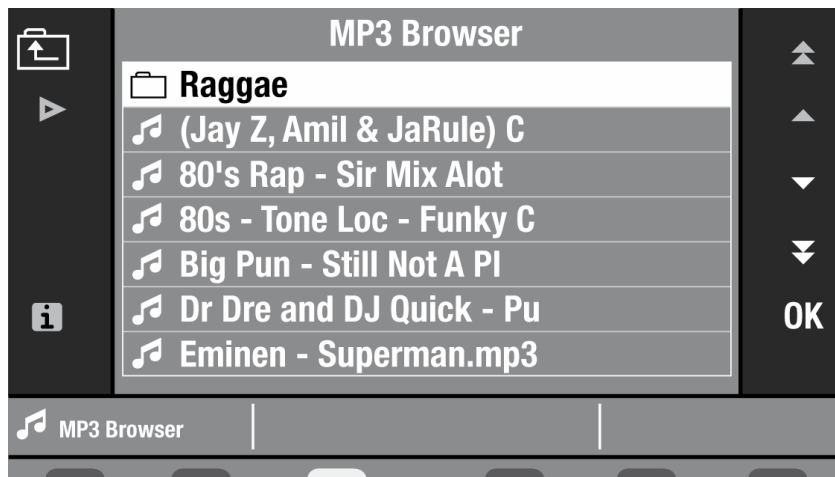 MP3 Browser
Raggae
(Jay Z, Amil & JaRule) C
80's Rap - Sir Mix Alot
80s - Tone Loc - Funky C
Big Pun - Still Not A Pl
Dr Dre and DJ Quick - Pu
Eminen - Superman.mp3
i
OK
MP3 Browser